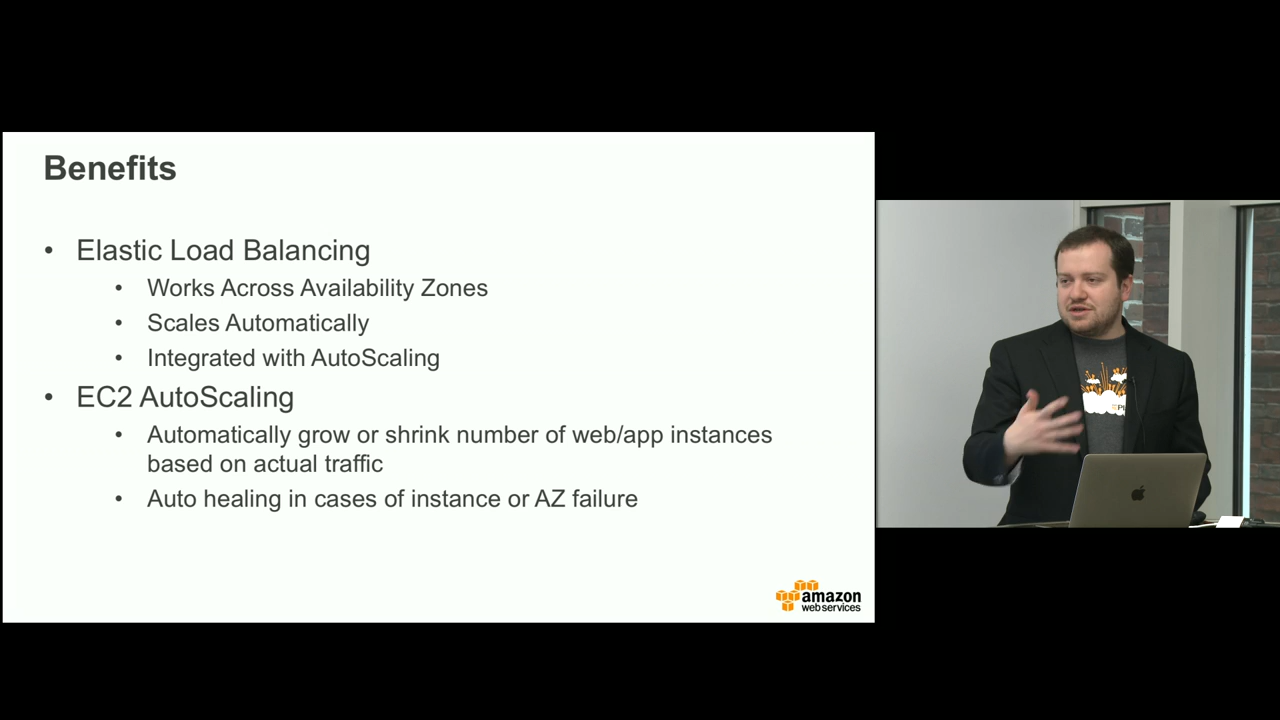 Benefits
• Elastic Load Balancing
• Works Across Availability Zones
• Scales Automatically
• Integrated with AutoScaling
• EC2 AutoScaling
• Automatically grow or shrink number of web/app instances
based on actual traffic
• Auto healing in cases of instance or AZ failure
amazon
webservices